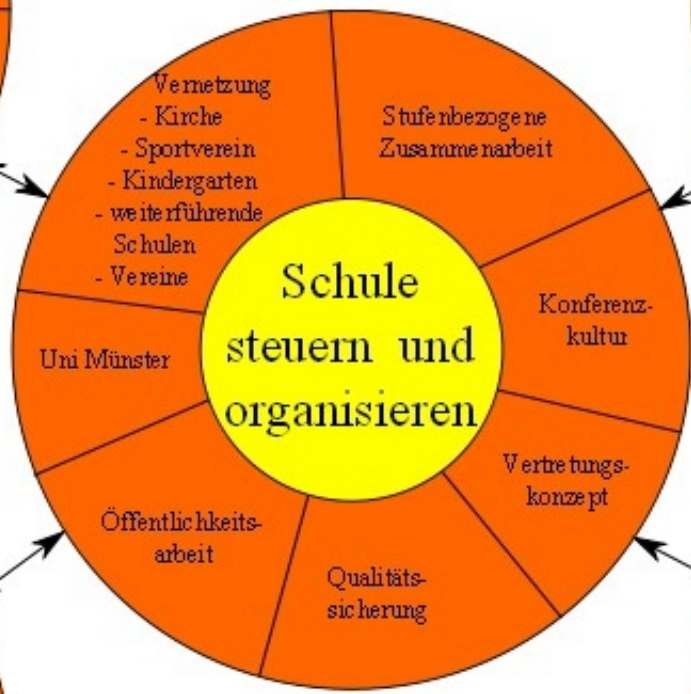 Schule
steuern und
organisieren
Vernetzung
- Kirche
- Sportverein
- Kindergarten
- weiterführende
Schulen
- Vereine
Stufenbezogene
Zusammenarbeit
Konferenz-
kultur
Vertretungs-
konzept
Qualitäts-
sicherung
Öffentlichkeits-
arbeit
Uni Münster